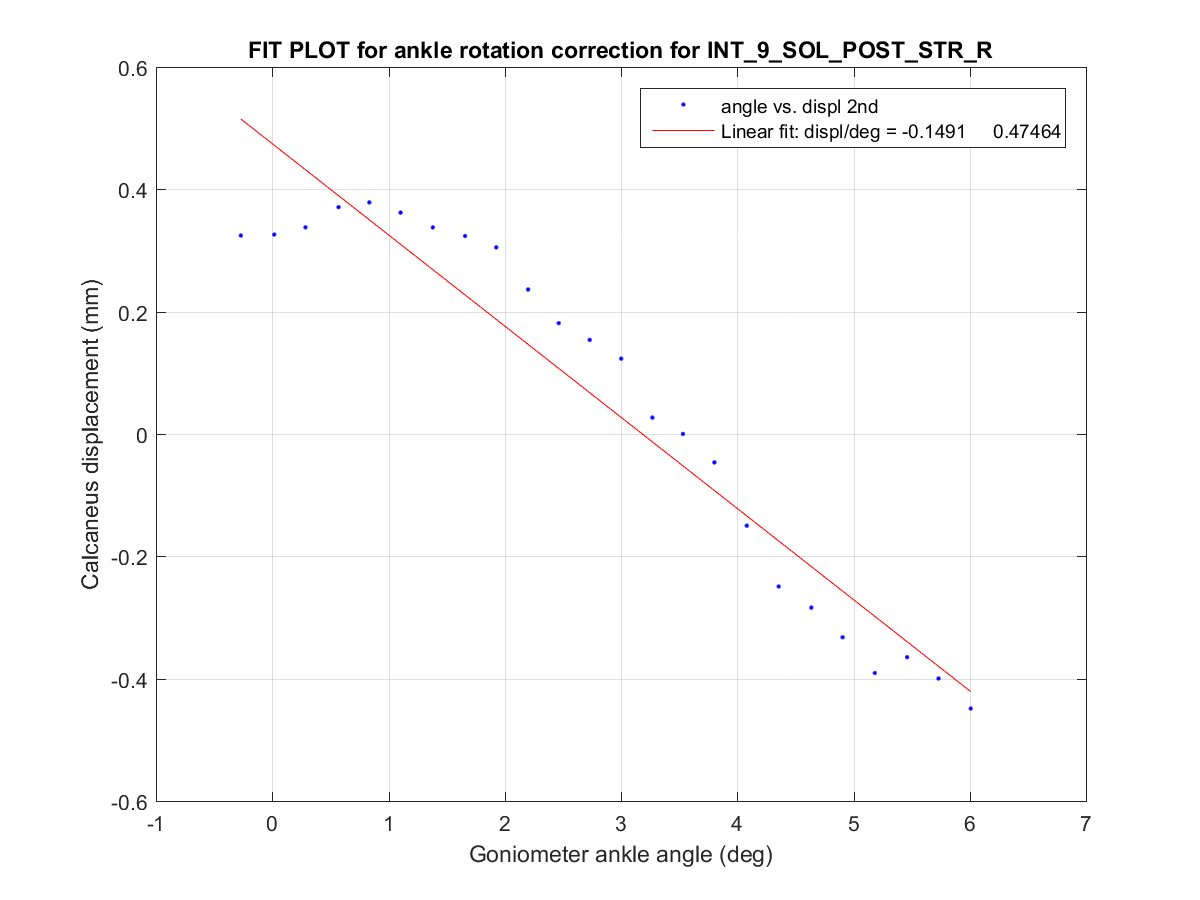 FIT PLOT for ankle rotation correction for INT_9_SOL_POST_STR_R
0.6
angle vs. displ 2nd
Linear fit: displ/deg = -0.1491 0.47464
0.4
0.2
0
-0.2
-0.4
-0.6
Calcaneus displacement (mm)
-1 0 1 2 3 4 5 6 7
Goniometer ankle angle (deg)